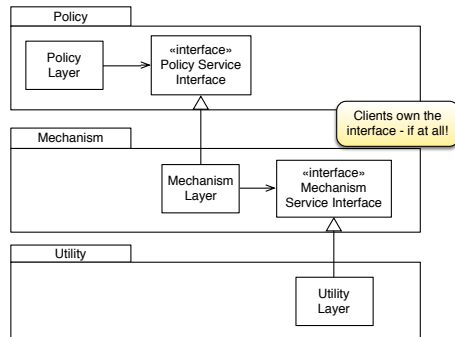 Policy
Policy
Layer
«interface»
Policy Service
Interface
Clients own the
interface - if at all!
Mechanism
Mechanism
Layer
«interface»
Mechanism
Service Interface
Utility
Utility
Layer